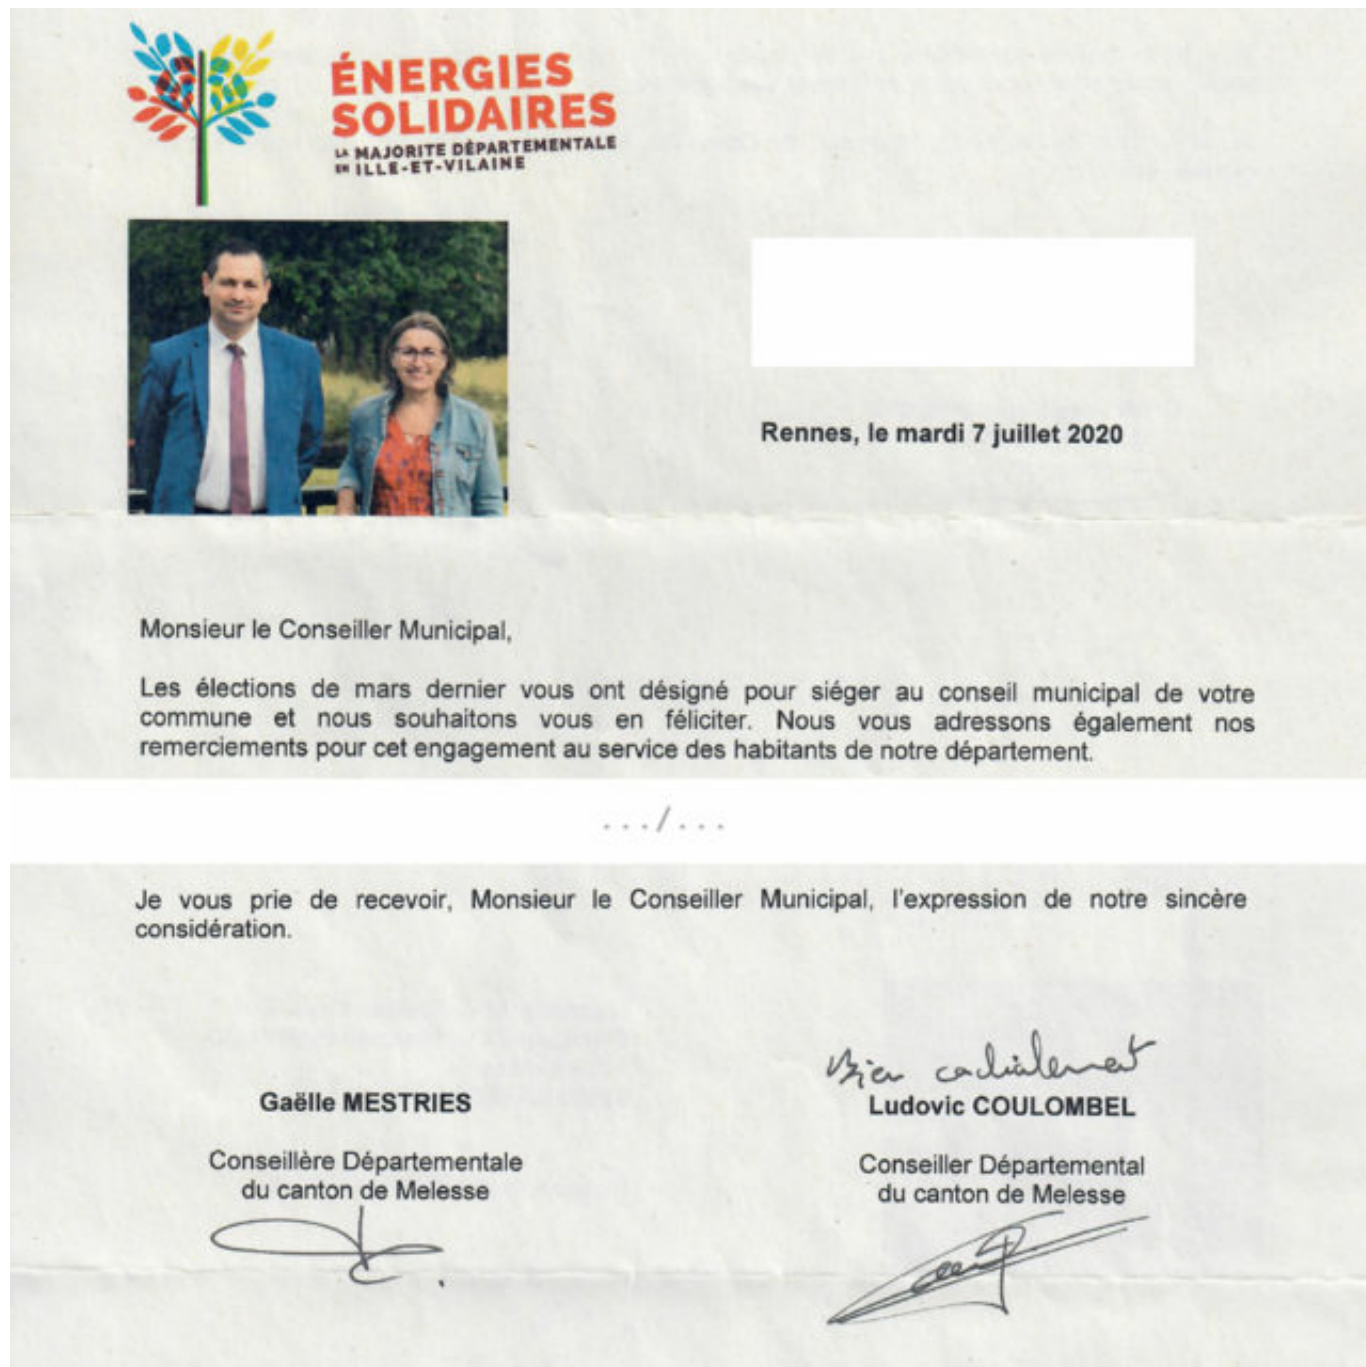 ÉNERGIES
SOLIDAIRES
LA MAJORITE DÉPARTEMENTALE
EN ILLE-ET-VILAINE
Rennes, le mardi 7 juillet 2020
Monsieur le Conseiller Municipal,
Les élections de mars dernier vous ont désigné pour siéger au conseil municipal de votre
commune et nous souhaitons vous en féliciter. Nous vous adressons également nos
remerciements pour cet engagement au service des habitants de notre département.
.../...
Je vous prie de recevoir, Monsieur le Conseiller Municipal, l'expression de notre sincère
considération.
Bien cordialement
Gaëlle MESTRIES
Conseillère Départementale
du canton de Melesse
Ludovic COULOMBEL
Conseiller Départemental
du canton de Melesse